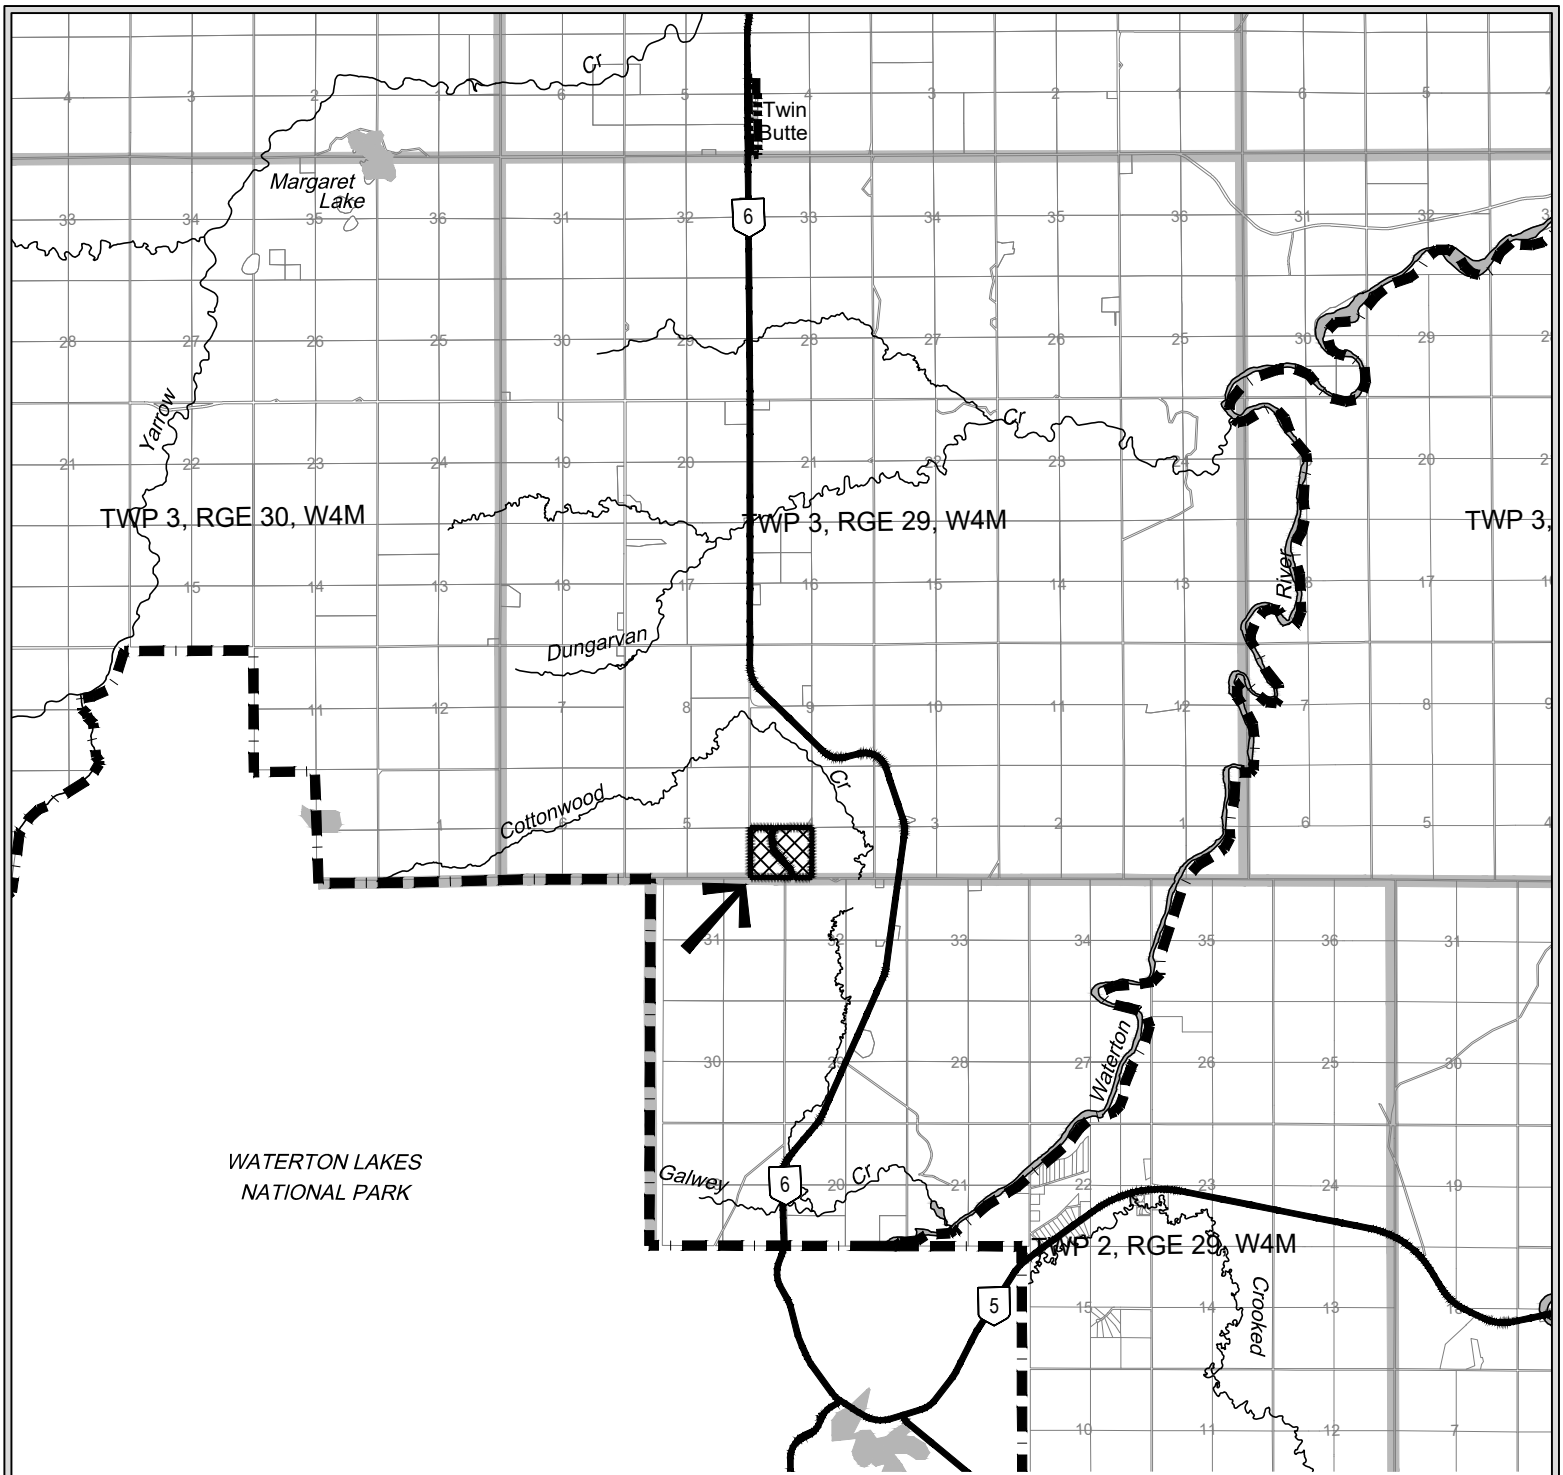 Cr
4 3 2 1 6 5 4 3 2 1 6 5
Twin
Butte
Margaret
Lake
33 34 35 36 32 6 33 34 35 36 31 32
28 27 26 25 30 29 28 27 26 25 30 29
Yarrow
Cr
21 22 23 24 19 20 21 22 23 24 20
TWP 3, RGE 30, W4M
TWP 3, RGE 29, W4M
TWP 3,
15 14 13 18 17 16 15 14 13 18 17
River
Dungarvan
11 12 7 8 9 10 11 12 7 8 9
Cr
Cottonwood
1 6 5 3 2 1 6 5
31 32 33 34 35 36 31
Waterton
30 29 28 27 26 25 30
WATERTON LAKES
NATIONAL PARK
Galwey
6
Cr
20 21 22 23 24 19
TWP 2, RGE 29, W4M
5
15 14 13 18
Crooked
10 11 12 7